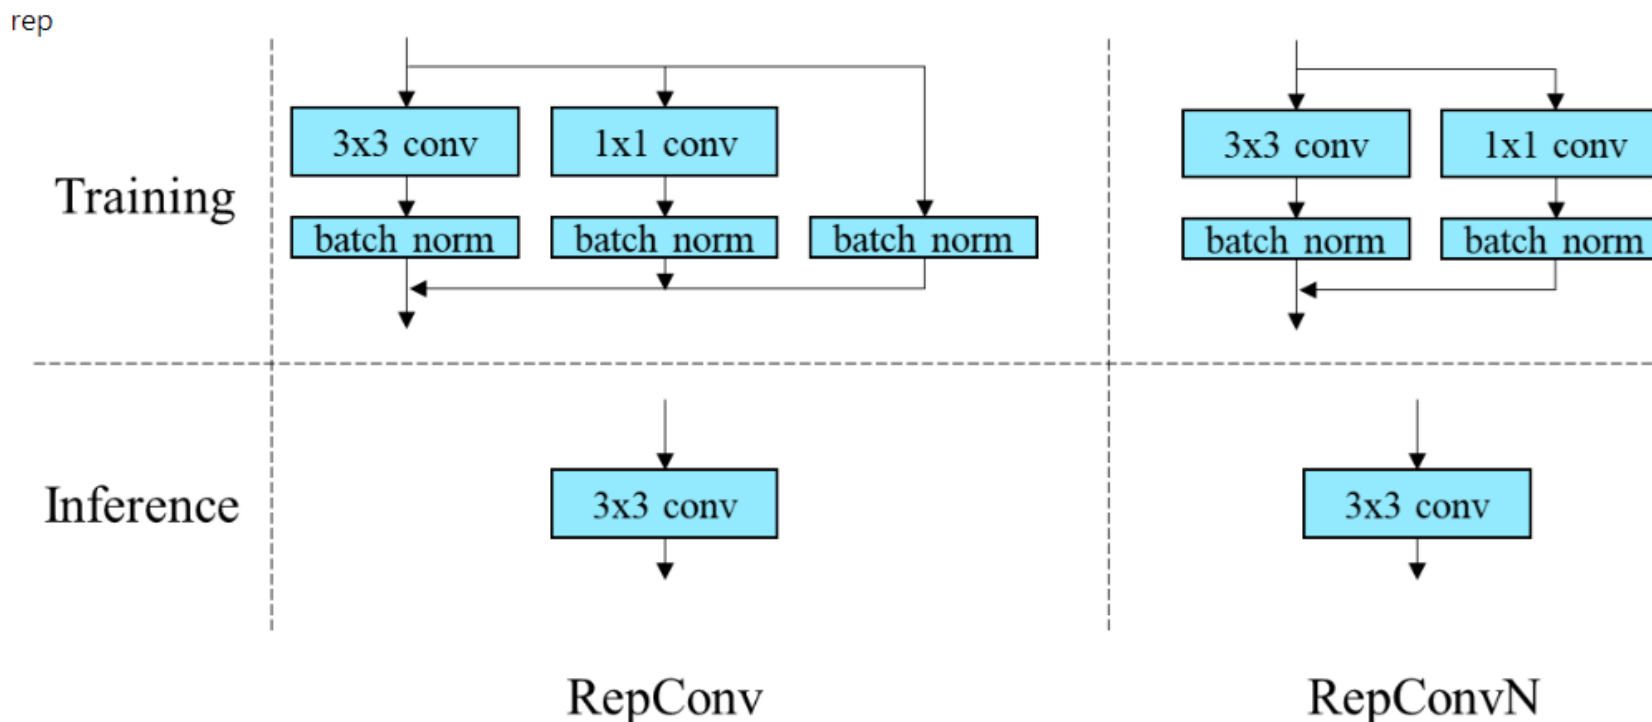 rep
3x3 conv
1x1 conv
3x3 conv
1x1 conv
Training
batch norm
batch norm
batch norm
batch norm
batch norm
Inference
3x3 conv
3x3 conv
RepConv
RepConvN